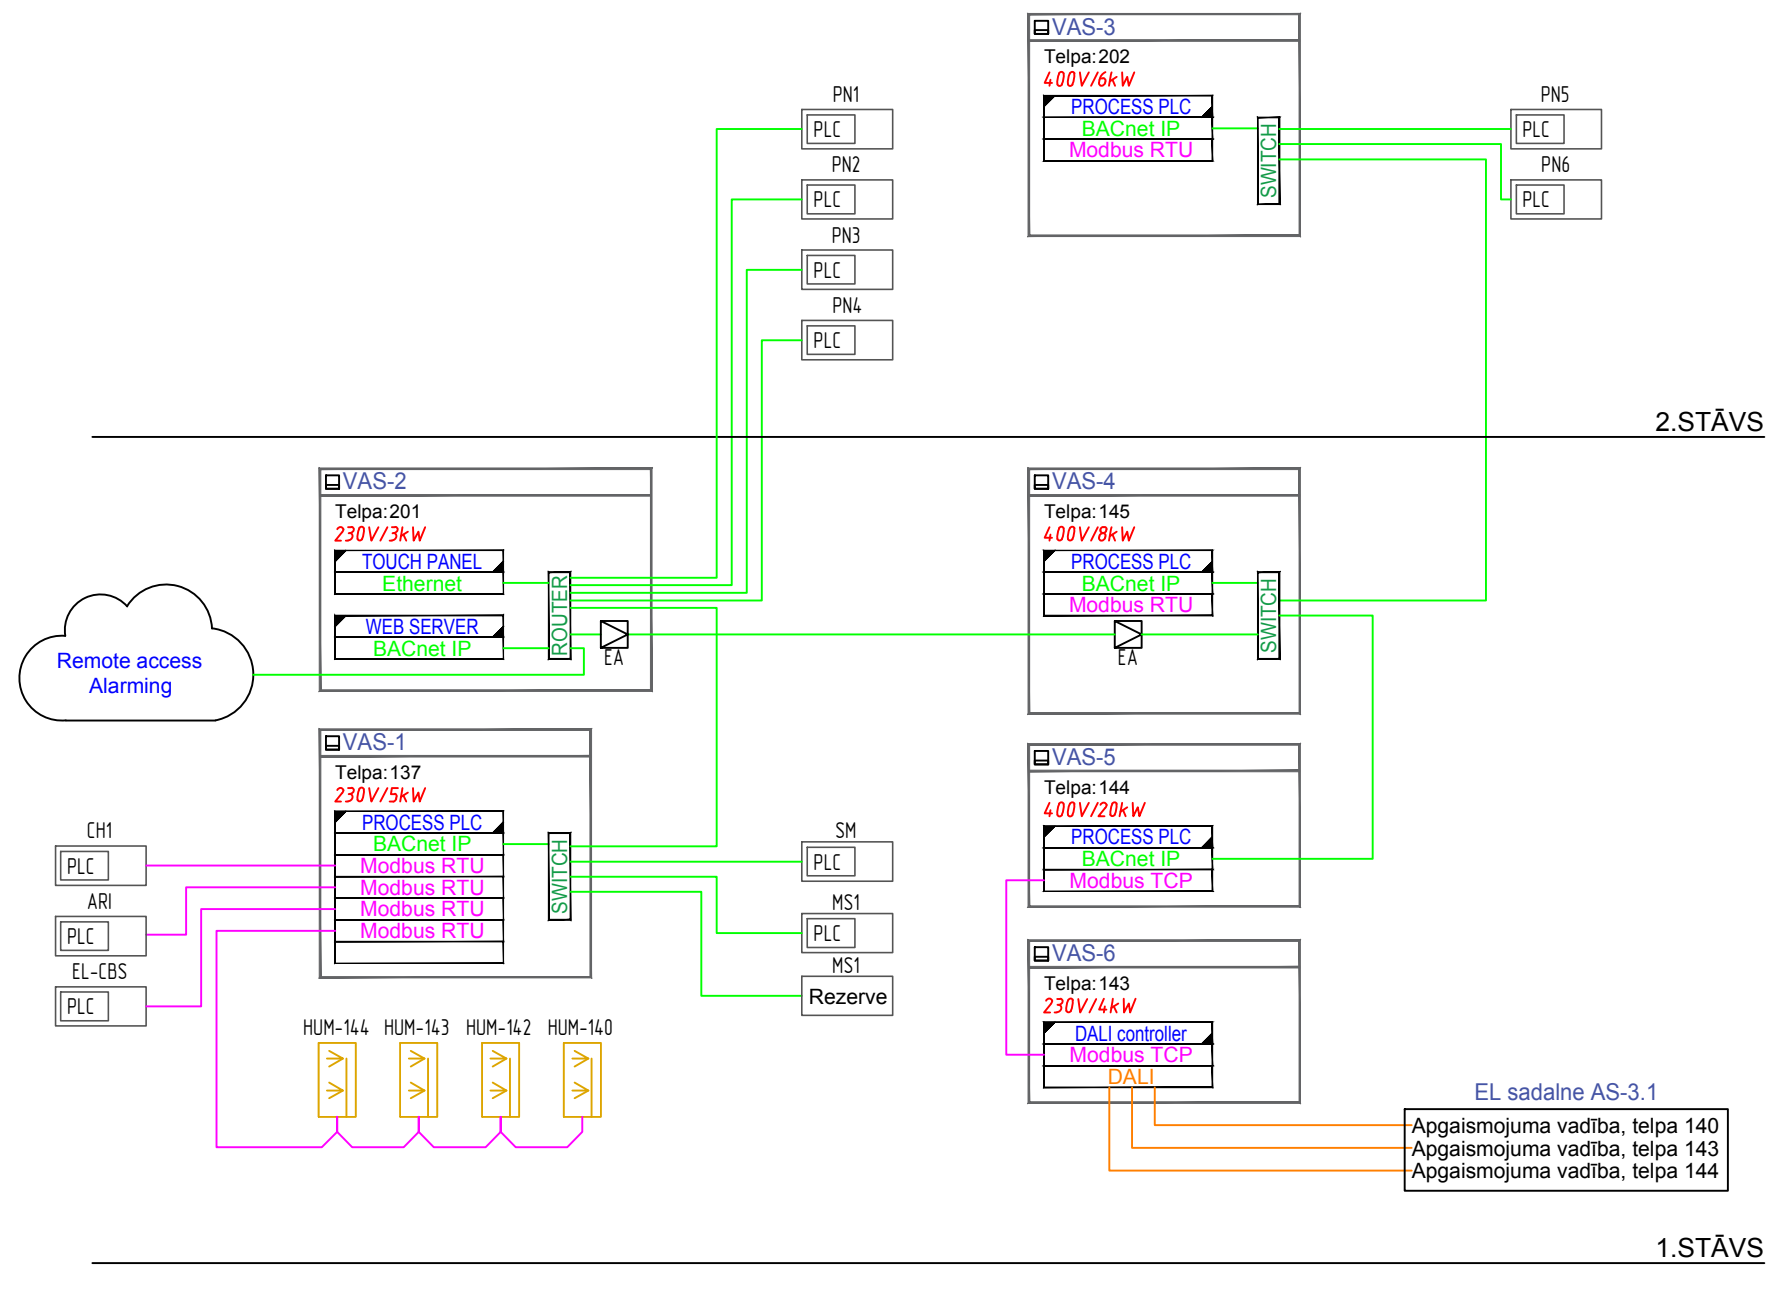 VAS-3
Telpa:202
400V/6kW
PROCESS PLC
BACnet IP
Modbus RTU
SWITCH
PN1
PLC
PN2
PLC
PN3
PLC
PN4
PLC
PN5
PLC
PN6
PLC
2.STĀVS
VAS-2
Telpa:201
230V/3kW
TOUCH PANEL
Ethernet
WEB SERVER
BACnet IP
ROUTER
EA
Remote access
Alarming
VAS-4
Telpa:145
400V/8kW
PROCESS PLC
BACnet IP
Modbus RTU
EA
SWITCH
VAS-1
Telpa:137
230V/5kW
PROCESS PLC
BACnet IP
Modbus RTU
Modbus RTU
Modbus RTU
Modbus RTU
SWITCH
CH1
PLC
ARI
PLC
EL-CBS
PLC
SM
PLC
MS1
PLC
MS1
Rezerve
HUM-144 HUM-143 HUM-142 HUM-140
VAS-5
Telpa:144
400V/20kW
PROCESS PLC
BACnet IP
Modbus TCP
VAS-6
Telpa:143
230V/4kW
DALI controller
Modbus TCP
DALI
EL sadalne AS-3.1
Apgaismojuma vadība, telpa 140
Apgaismojuma vadība, telpa 143
Apgaismojuma vadība, telpa 144
1.STĀVS